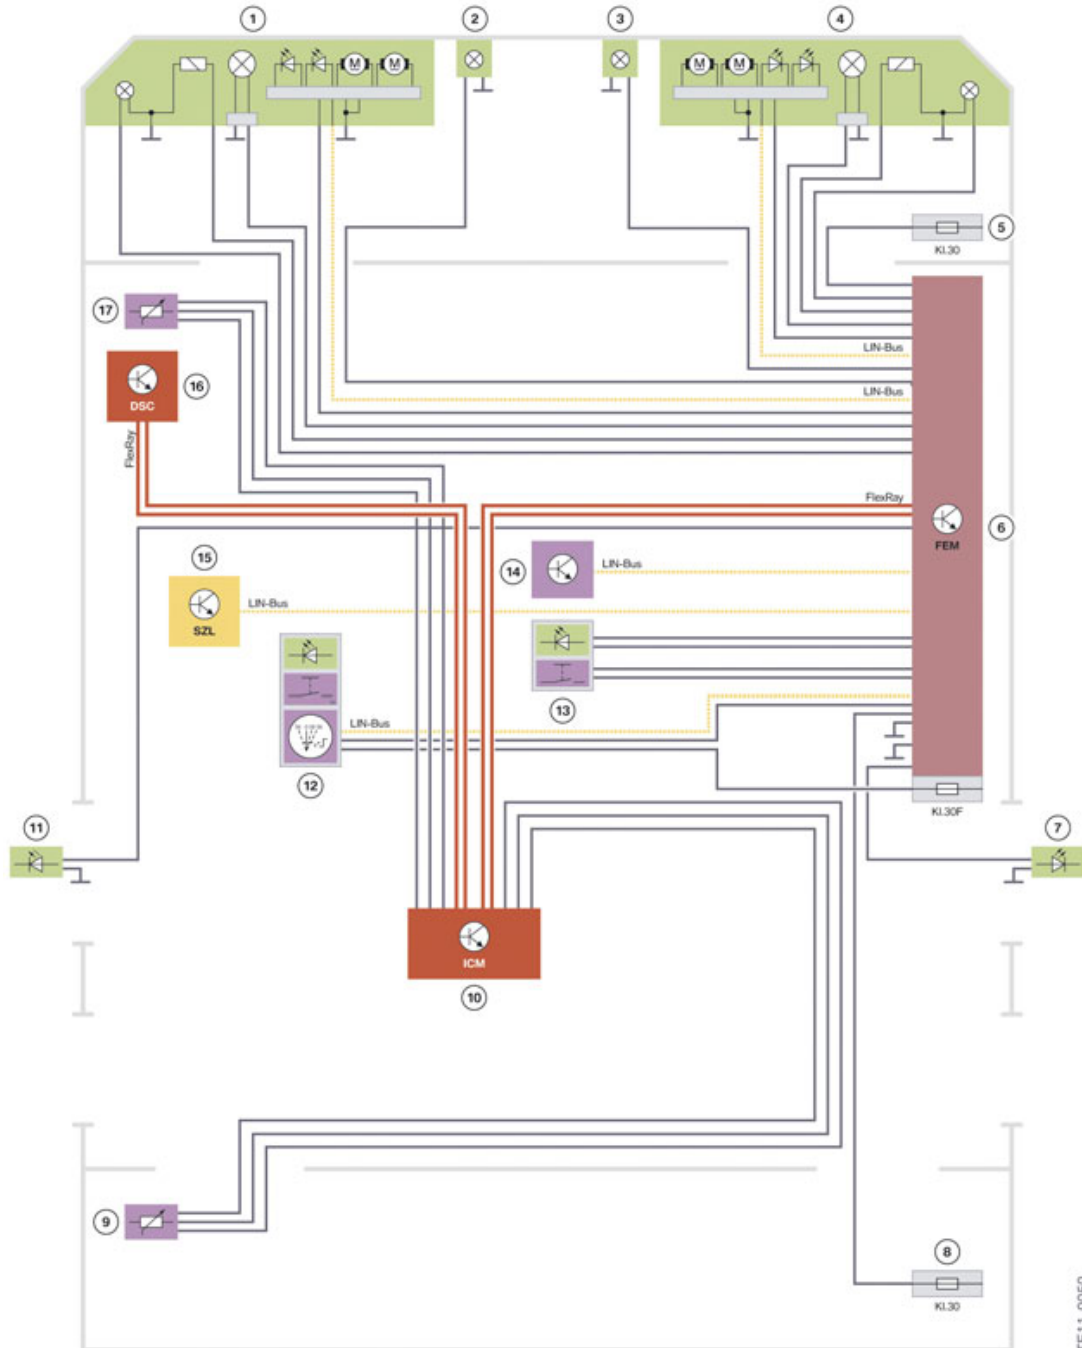 1
2
3
4
M
M
M
M
5
Kl.30
17
LIN-Bus
16
DSC
LIN-Bus
FlexRay
FlexRay
6
FEM
15
14
LIN-Bus
SZL
LIN-Bus
13
LIN-Bus
12
Kl.30F
11
7
ICM
10
9
8
Kl.30